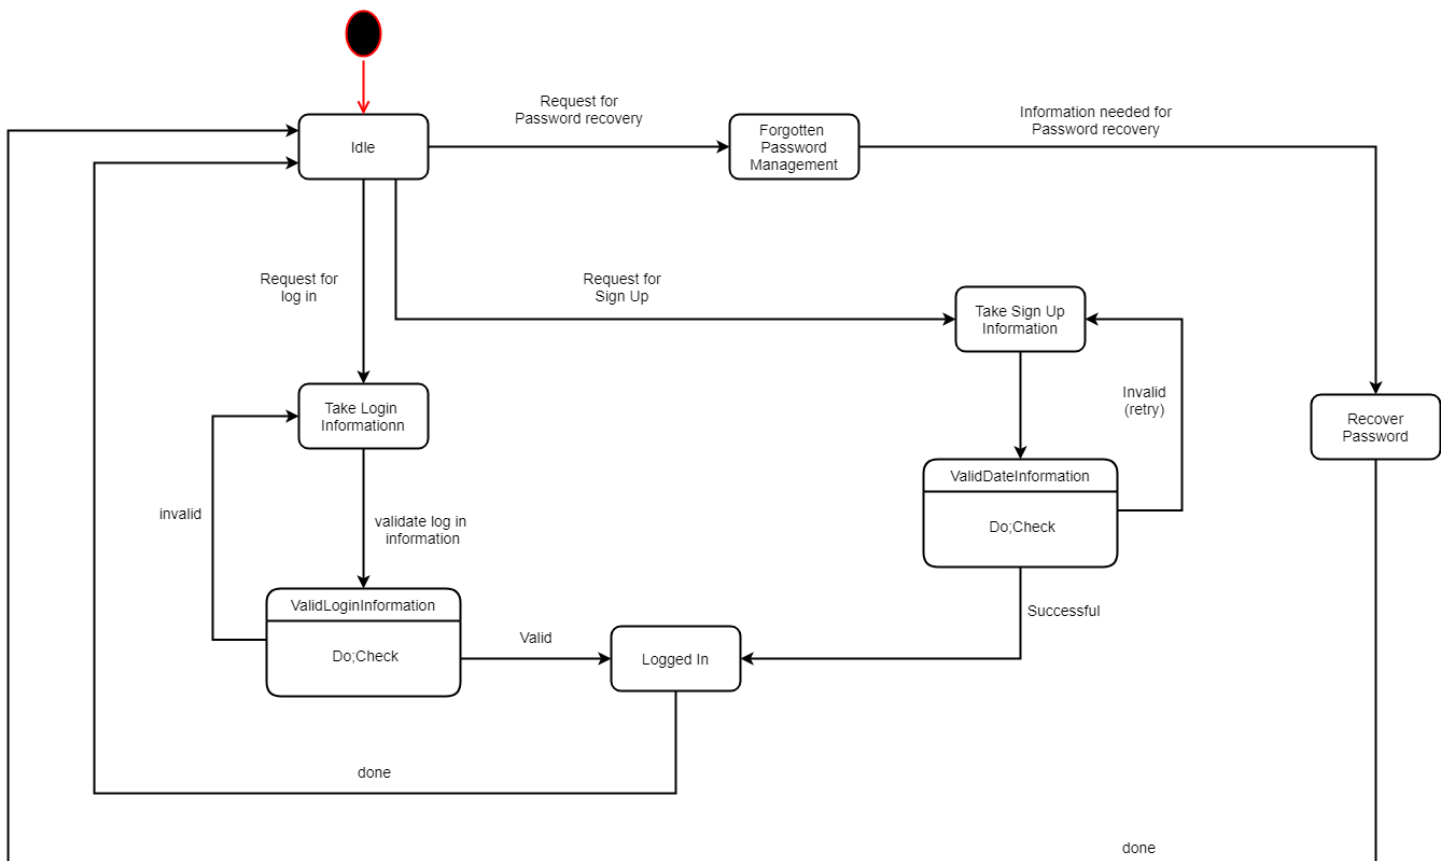 Request for
Password recovery
Information needed for
Password recovery
Idle
Forgotten
Password
Management
Request for
log in
Request for
Sign Up
Take Sign Up
Information
Invalid
(retry)
Take Login
Informationn
Recover
Password
ValidDateInformation
Do;Check
invalid
validate log in
information
ValidLoginInformation
Do;Check
Valid
Successful
Logged In
done
done